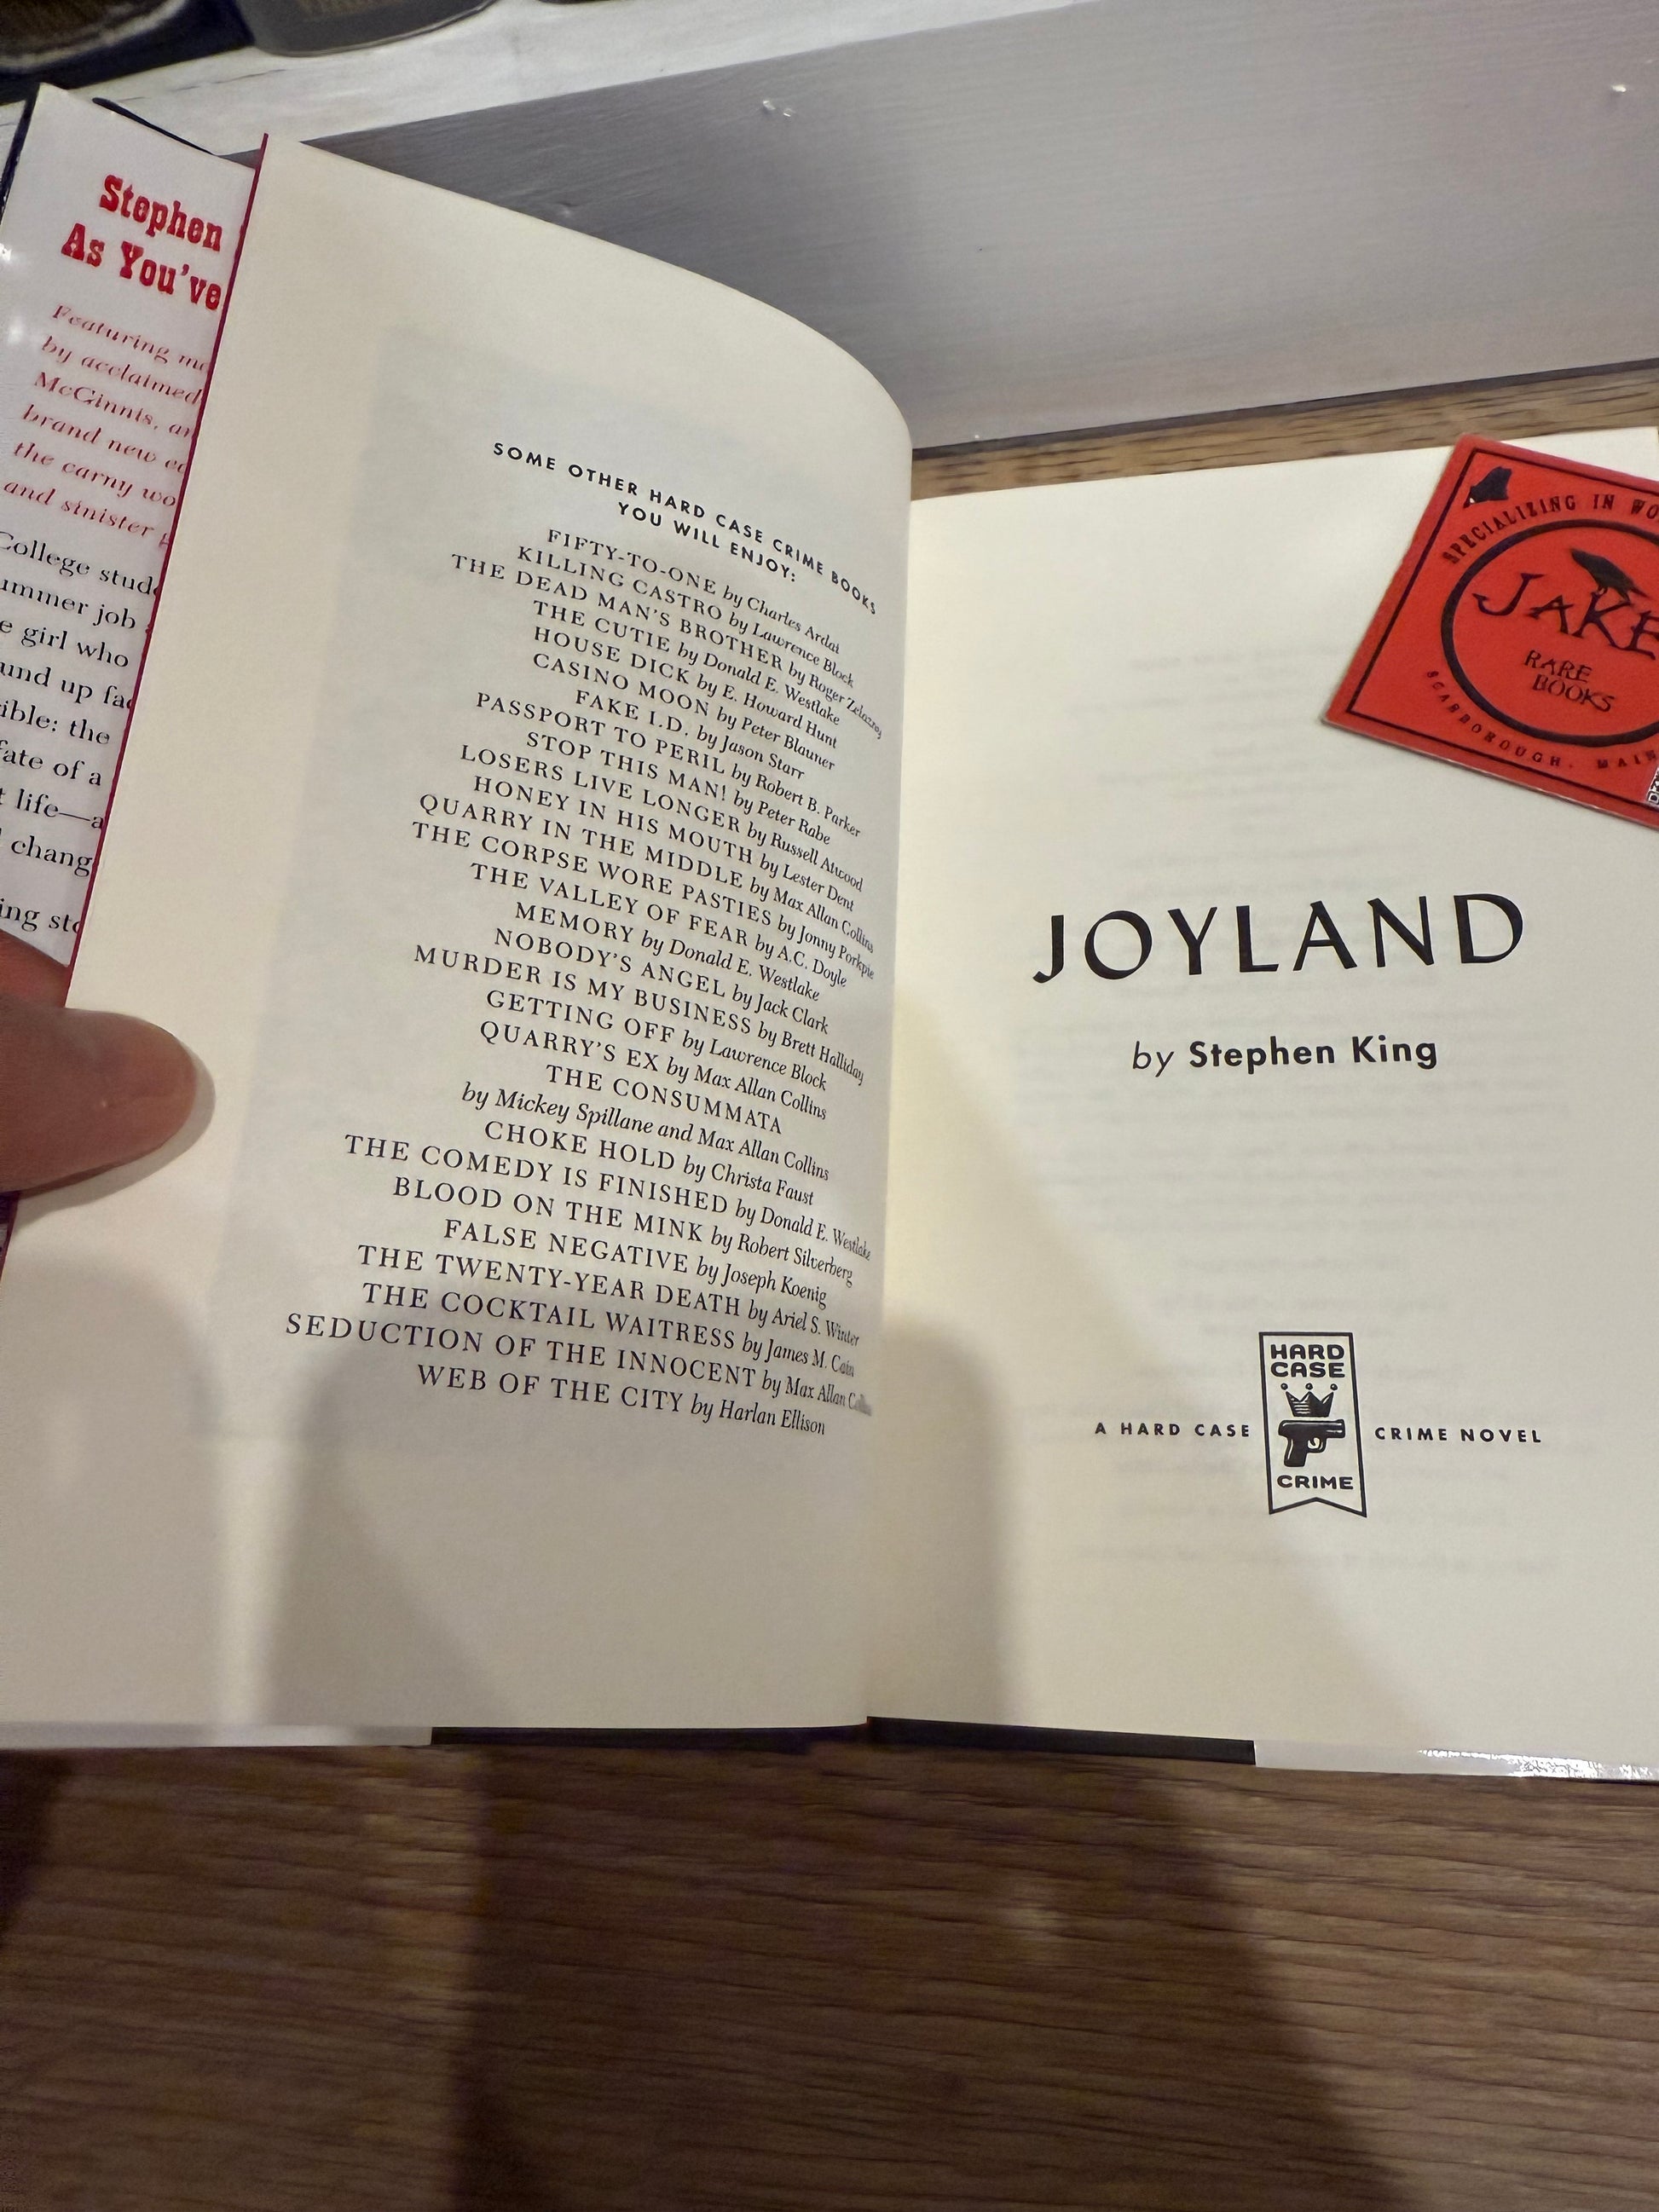 Stephen
As You've
Featuring
by acclaimed
McGinnis,
brand new
the carny
and sinister
College
job
girl who
up
the
fate of a
life—a
SOME OTHER HARD CASE CRIME BOOKS
YOU WILL ENJOY:
FIFTY-TO-ONE by Charles Ardai
KILLING CASTRO by Lawrence Block
THE DEAD MAN'S BROTHER by Roger Zelazny
THE CUTIE by Donald E. Westlake
HOUSE DICK by E. Howard Hunt
CASINO MOON by Peter Blauner
FAKE I.D. by Jason Starr
PASSPORT TO PERIL by Robert B. Parker
STOP THIS MAN! by Peter Rabe
LOSERS LIVE LONGER by Russell Atwood
HONEY IN HIS MOUTH by Lester Dent
QUARRY IN THE MIDDLE by Max Allan Collins
THE CORPSE WORE PASTIES by Jonny Porkpie
THE VALLEY OF FEAR by A.C. Doyle
MEMORY by Donald E. Westlake
NOBODY'S ANGEL by Jack Clark
MURDER IS MY BUSINESS by Brett Halliday
GETTING OFF by Lawrence Block
QUARRY'S EX by Max Allan Collins
THE CONSUMMATA
by Mickey Spillane and Max Allan Collins
CHOKE HOLD by Christa Faust
THE COMEDY IS FINISHED by Donald E. Westlake
BLOOD ON THE MINK by Robert Silverberg
FALSE NEGATIVE by Joseph Koenig
THE TWENTY-YEAR DEATH by Ariel S. Winter
THE COCKTAIL WAITRESS by James M. Cain
SEDUCTION OF THE INNOCENT by Max Allan Collins
WEB OF THE CITY by Harlan Ellison
SPECIALIZING IN
JAKE
RARE
BOOKS
SCARBOROUGH, MAIN
JOYLAND
by Stephen King
HARD
CASE
A HARD CASE CRIME NOVEL
CRIME